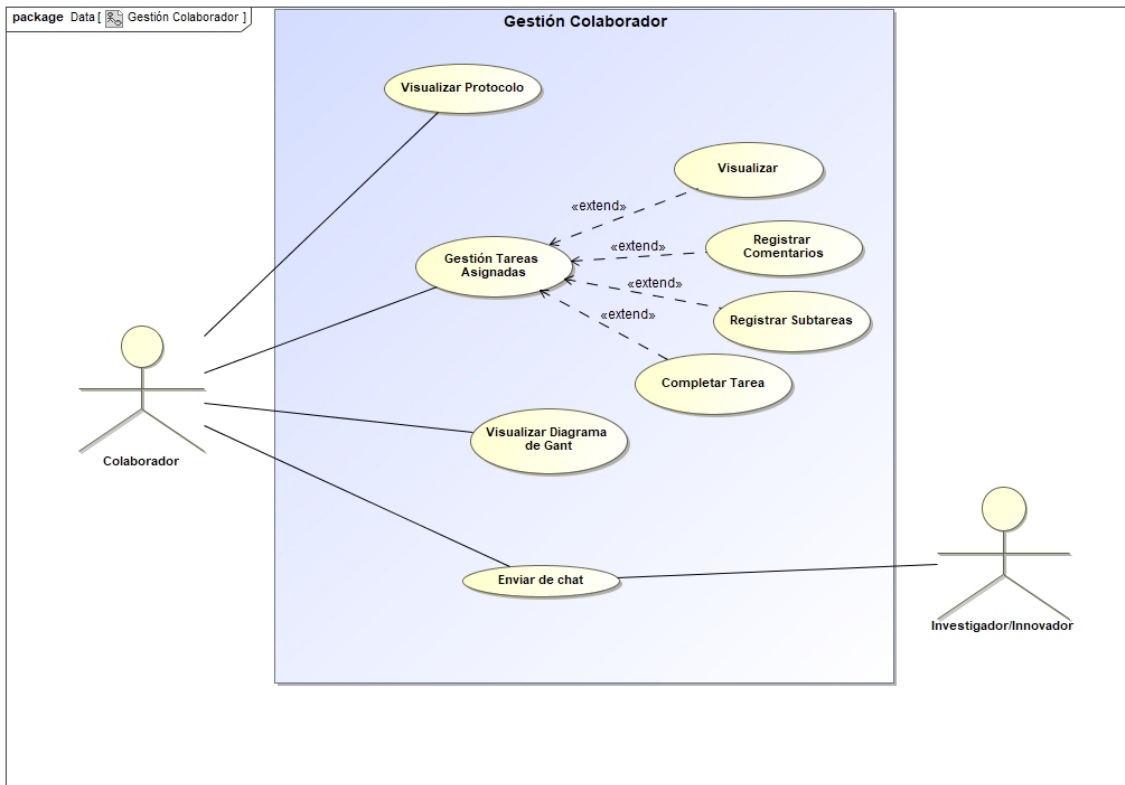 package Data [ Gestión Colaborador ]
Gestión Colaborador
Visualizar Protocolo
Visualizar
«extend»
Registrar
Comentarios
«extend»
Gestión Tareas
Asignadas
«extend»
Registrar Subtareas
«extend»
Completar Tarea
Visualizar Diagrama
de Gant
Colaborador
Enviar de chat
Investigador/Innovador